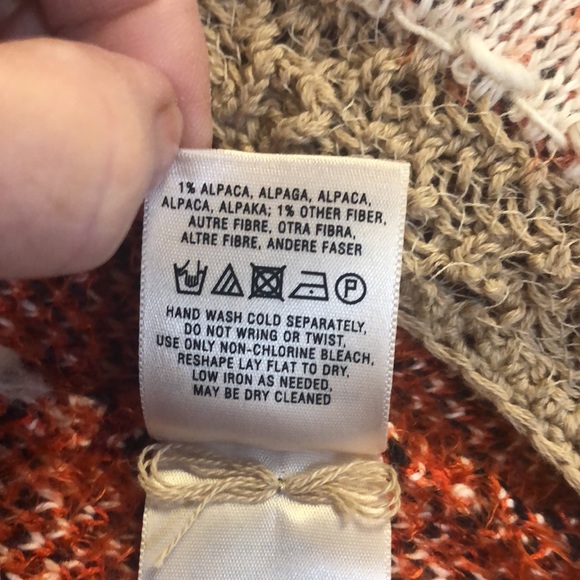 1% ALPACA, ALPAGA, ALPACA,
ALPACA, ALPAKA; 1% OTHER FIBER,
AUTRE FIBRE, OTRA FIBRA,
ALTRE FIBRE, ANDERE FASER
P
HAND WASH COLD SEPARATELY,
DO NOT WRING OR TWIST,
USE ONLY NON-CHLORINE BLEACH,
RESHAPE LAY FLAT TO DRY,
LOW IRON AS NEEDED,
MAY BE DRY CLEANED